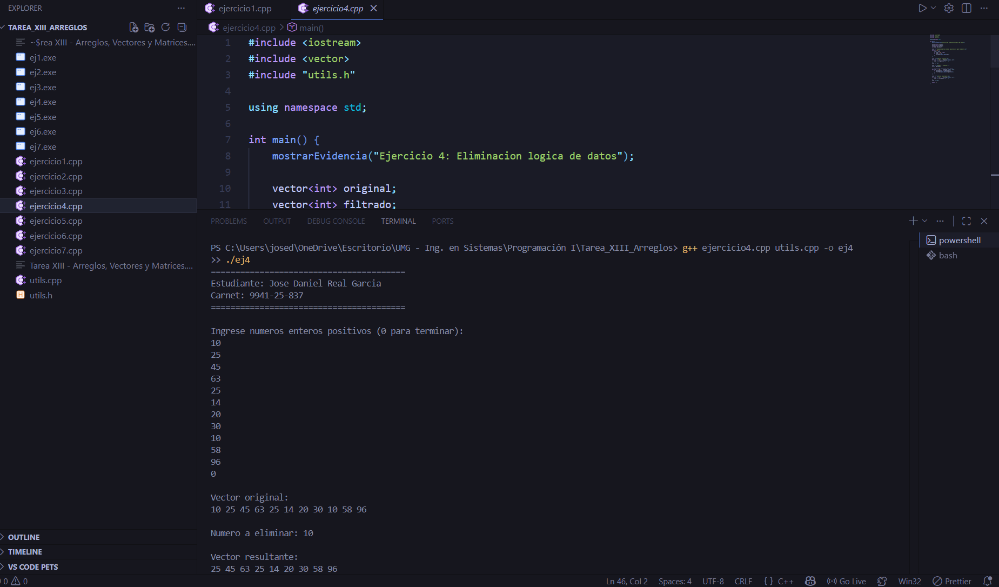 EXPLORER
TAREA_XIII_ARREGLOS
~$rea XIII - Arreglos, Vectores y Matrices....
ej1.exe
ej2.exe
ej3.exe
ej4.exe
ej5.exe
ej6.exe
ej7.exe
ejercicio1.cpp
ejercicio2.cpp
ejercicio3.cpp
ejercicio4.cpp
ejercicio5.cpp
ejercicio6.cpp
ejercicio7.cpp
Tarea XIII - Arreglos, Vectores y Matrices....
utils.cpp
utils.h
OUTLINE
TIMELINE
VS CODE PETS
ejercicio1.cpp ejercicio4.cpp
ejercicio4.cpp > main()
1 #include <iostream>
2 #include <vector>
3 #include "utils.h"
4
5 using namespace std;
6
7 int main() {
8 mostrarEvidencia("Ejercicio 4: Eliminacion logica de datos");
9
10 vector<int> original;
11 vector<int> filtrado;
PROBLEMS OUTPUT DEBUG CONSOLE TERMINAL PORTS
powershell
bash
PS C:\Users\josed\OneDrive\Escritorio\UMG - Ing. en Sistemas\Programación I\Tarea_XIII_Arreglos> g++ ejercicio4.cpp utils.cpp -o ej4
>> ./ej4
========================================
Estudiante: Jose Daniel Real Garcia
Carnet: 9941-25-837
========================================
Ingrese numeros enteros positivos (0 para terminar):
10
25
45
63
25
14
20
30
10
58
96
0
Vector original:
10 25 45 63 25 14 20 30 10 58 96
Numero a eliminar: 10
Vector resultante:
25 45 63 25 14 20 30 58 96
0 0 Ln 46, Col 2 Spaces: 4 UTF-8 CRLF { } C++ Go Live Win32 Prettier